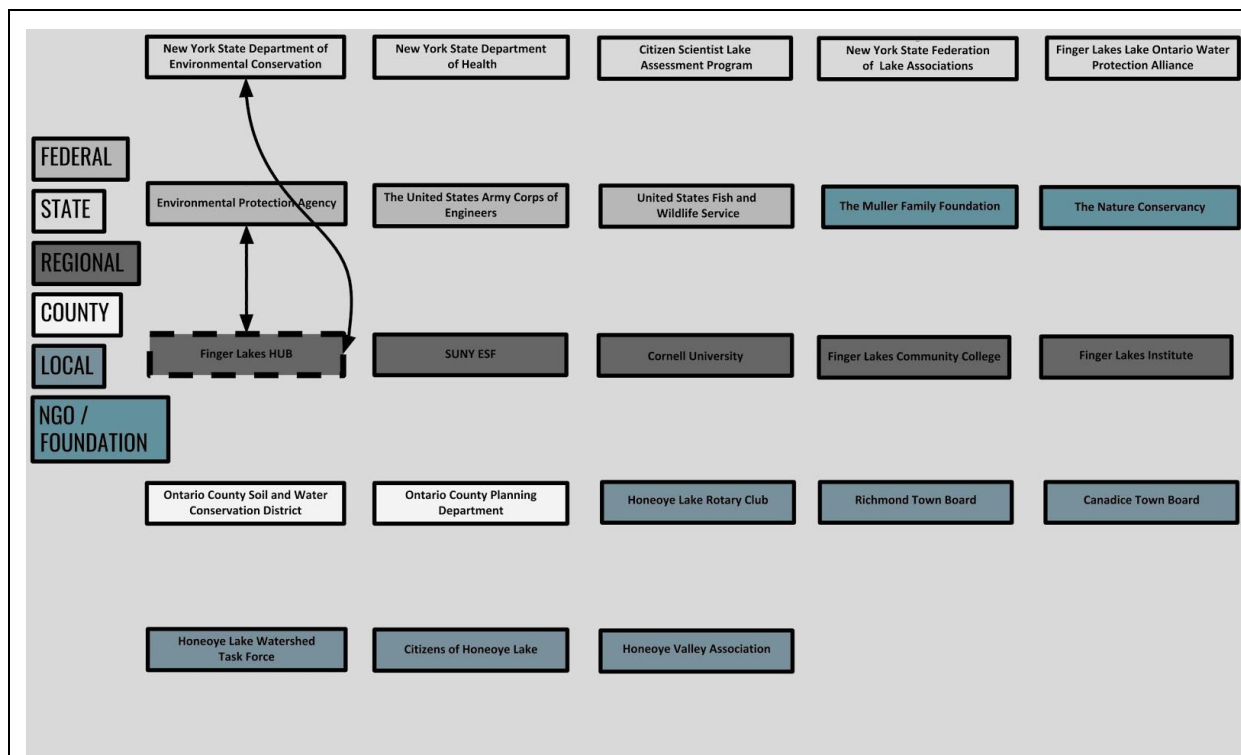 New York State Department of
Environmental Conservation
New York State Department
of Health
Citizen Scientist Lake
Assessment Program
New York State Federation
of Lake Associations
Finger Lakes Lake Ontario Water
Protection Alliance
FEDERAL
STATE
REGIONAL
COUNTY
LOCAL
NGO /
FOUNDATION
Environmental Protection Agency
The United States Army Corps of
Engineers
United States Fish and
Wildlife Service
The Muller Family Foundation
The Nature Conservancy
Finger Lakes HUB
SUNY ESF
Cornell University
Finger Lakes Community College
Finger Lakes Institute
Ontario County Soil and Water
Conservation District
Ontario County Planning
Department
Honeoye Lake Rotary Club
Richmond Town Board
Canadice Town Board
Honeoye Lake Watershed
Task Force
Citizens of Honeoye Lake
Honeoye Valley Association